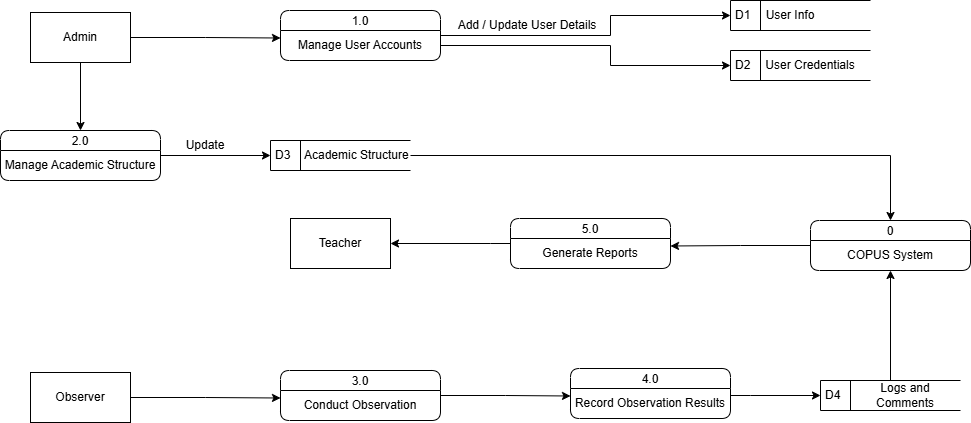 Admin
1.0
Manage User Accounts
Add / Update User Details
D1 User Info
D2 User Credentials
2.0
Manage Academic Structure
Update
D3 Academic Structure
Teacher
5.0
Generate Reports
0
COPUS System
Observer
3.0
Conduct Observation
4.0
Record Observation Results
D4
Logs and
Comments